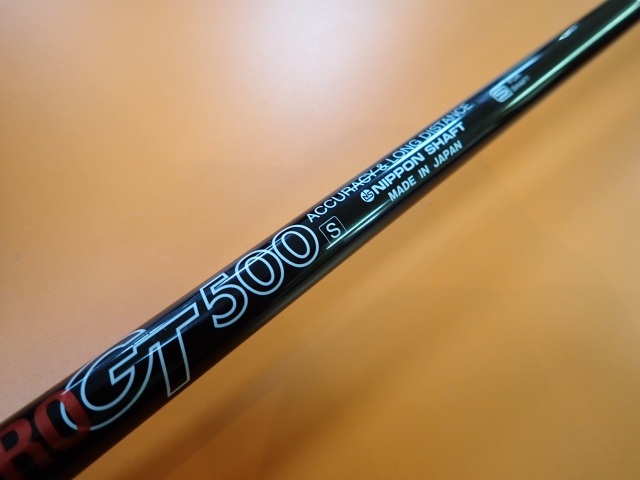 RO GT500 S
ACCURACY & LONG DISTANCE
NIPPON SHAFT
MADE IN JAPAN
S